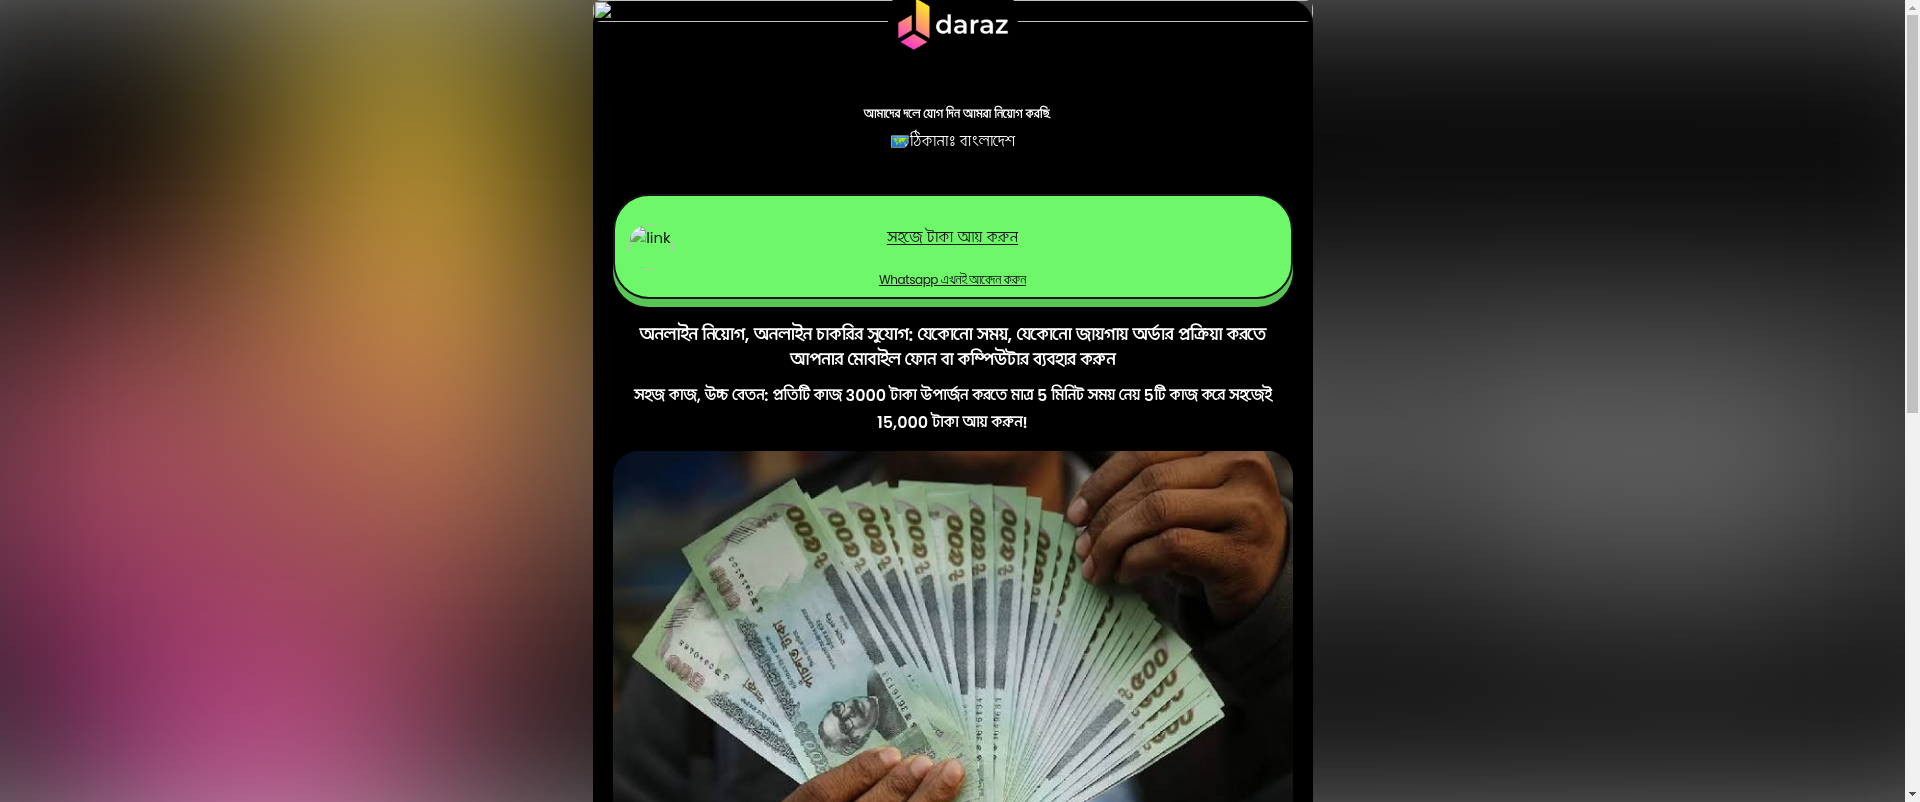 daraz
আমাদের দলে যোগ দিন আমরা নিয়োগ করছি
ঠিকানাঃ বাংলাদেশ
link
সহজে টাকা আয় করুন
Whatsapp এখনই আবেদন করুন
অনলাইন নিয়োগ, অনলাইন চাকরির সুযোগ: যেকোনো সময়, যেকোনো জায়গায় অর্ডার প্রক্রিয়া করতে
আপনার মোবাইল ফোন বা কম্পিউটার ব্যবহার করুন
সহজ কাজ, উচ্চ বেতন: প্রতিটি কাজ 3000 টাকা উপার্জন করতে মাত্র 5 মিনিট সময় নেয় 5টি কাজ করে সহজেই
15,000 টাকা আয় করুন!
৫০০